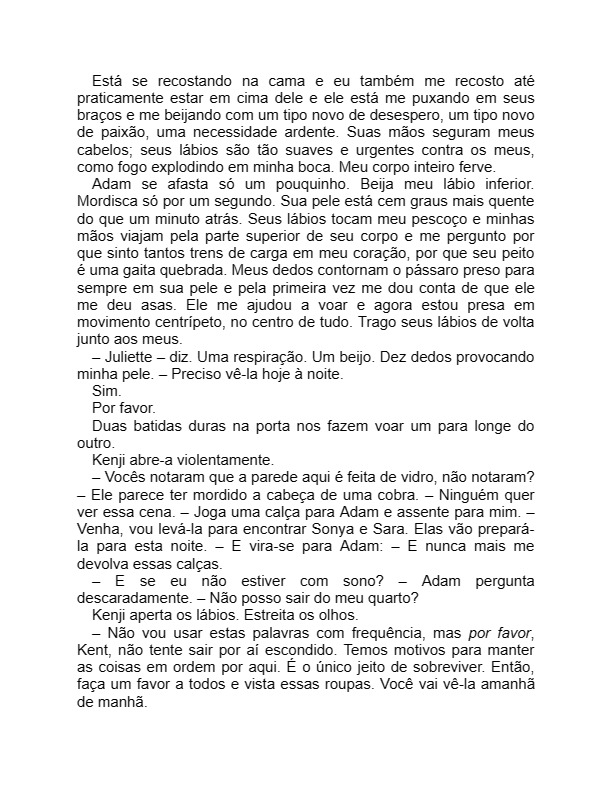 Está se recostando na cama e eu também me recosto até
praticamente estar em cima dele e ele está me puxando em seus
braços e me beijando com um tipo novo de desespero, um tipo novo
de paixão, uma necessidade ardente. Suas mãos seguram meus
cabelos; seus lábios são tão suaves e urgentes contra os meus,
como fogo explodindo em minha boca. Meu corpo inteiro ferve.
Adam se afasta só um pouquinho. Beija meu lábio inferior.
Mordisca só por um segundo. Sua pele está cem graus mais quente
do que um minuto atrás. Seus lábios tocam meu pescoço e minhas
mãos viajam pela parte superior de seu corpo e me pergunto por
que sinto tantos trens de carga em meu coração, por que seu peito
é uma gaita quebrada. Meus dedos contornam o pássaro preso para
sempre em sua pele e pela primeira vez me dou conta de que ele
me deu asas. Ele me ajudou a voar e agora estou presa em
movimento centrípeto, no centro de tudo. Trago seus lábios de volta
junto aos meus.
– Juliette – diz. Uma respiração. Um beijo. Dez dedos provocando
minha pele. – Preciso vê-la hoje à noite.
Sim.
Por favor.
Duas batidas duras na porta nos fazem voar um para longe do
outro.
Kenji abre-a violentamente.
– Vocês notaram que a parede aqui é feita de vidro, não notaram?
– Ele parece ter mordido a cabeça de uma cobra. – Ninguém quer
ver essa cena. – Joga uma calça para Adam e assente para mim. –
Venha, vou levá-la para encontrar Sonya e Sara. Elas vão prepará-
la para esta noite. – E vira-se para Adam: – E nunca mais me
devolva essas calças.
– E se eu não estiver com sono? – Adam pergunta
descaradamente. – Não posso sair do meu quarto?
Kenji aperta os lábios. Estreita os olhos.
– Não vou usar estas palavras com frequência, mas por favor,
Kent, não tente sair por aí escondido. Temos motivos para manter
as coisas em ordem por aqui. É o único jeito de sobreviver. Então,
faça um favor a todos e vista essas roupas. Você vai vê-la amanhã
de manhã.